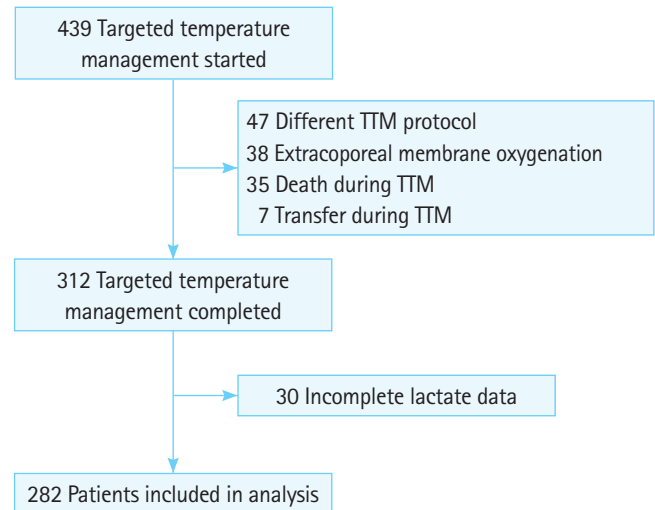 439 Targeted temperature
management started
47 Different TTM protocol
38 Extracoporeal membrane oxygenation
35 Death during TTM
7 Transfer during TTM
312 Targeted temperature
management completed
30 Incomplete lactate data
282 Patients included in analysis